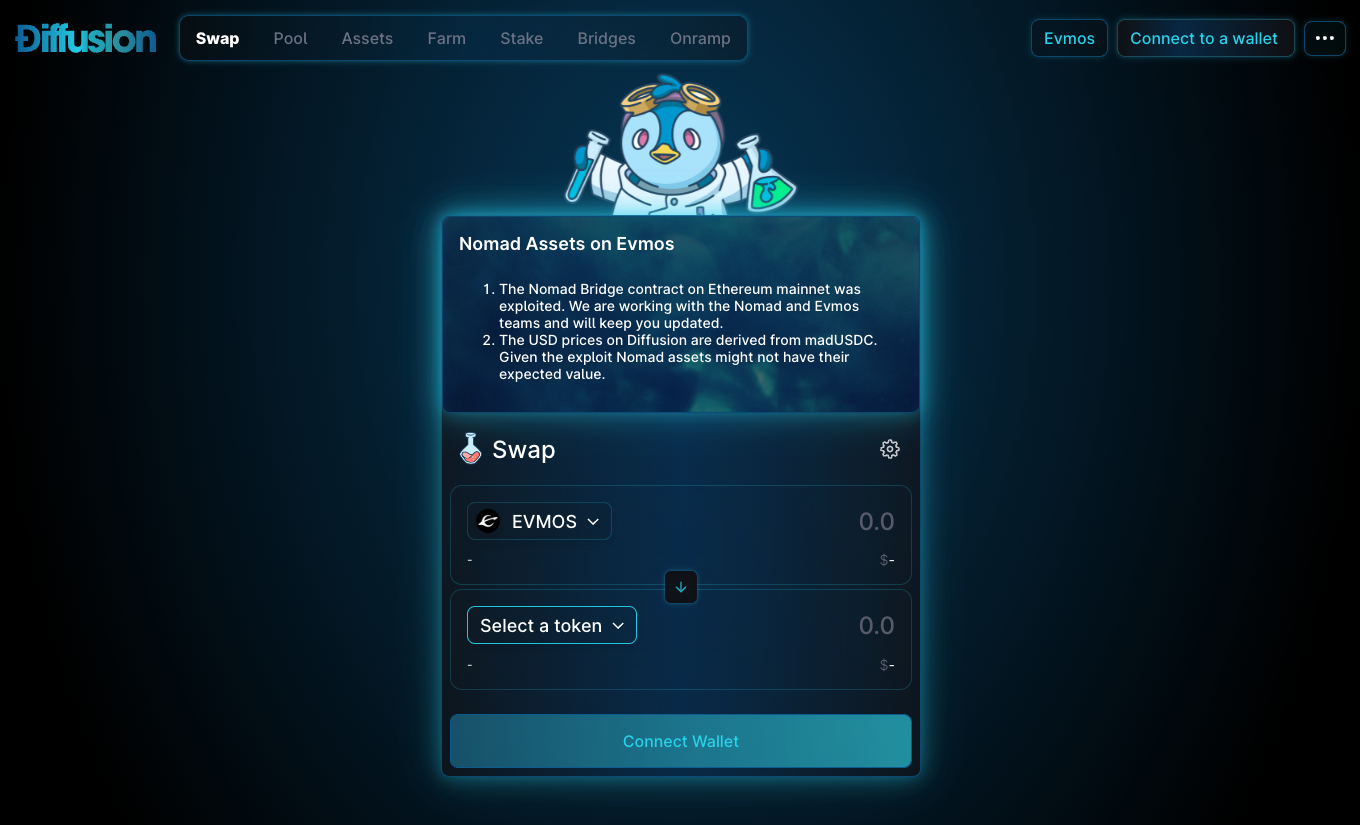 Diffusion
Swap Pool Assets Farm Stake Bridges Onramp
Evmos
Connect to a wallet
Nomad Assets on Evmos
1. The Nomad Bridge contract on Ethereum mainnet was
exploited. We are working with the Nomad and Evmos
teams and will keep you updated.
2. The USD prices on Diffusion are derived from madUSDC.
Given the exploit Nomad assets might not have their
expected value.
Swap
EVMOS 0.0
- $-
Select a token 0.0
- $-
Connect Wallet